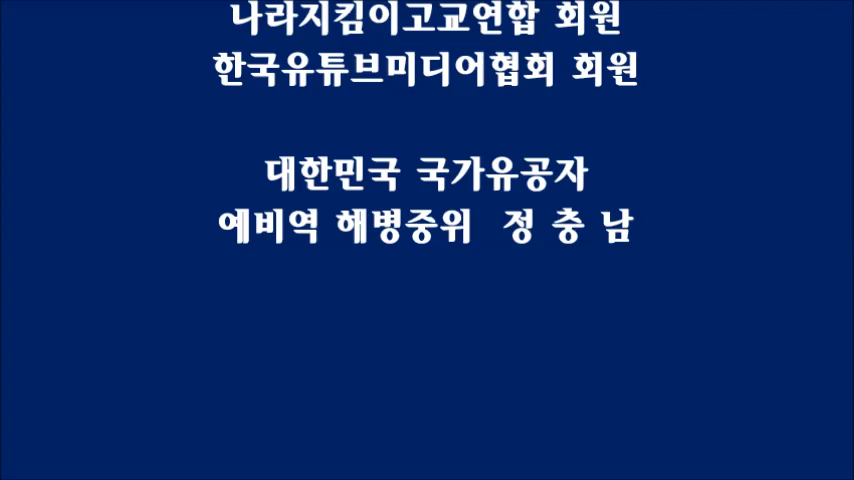 나라지킴이고교연합 회원
한국유튜브미디어협회 회원
대한민국 국가유공자
예비역 해병중위 정 충 남